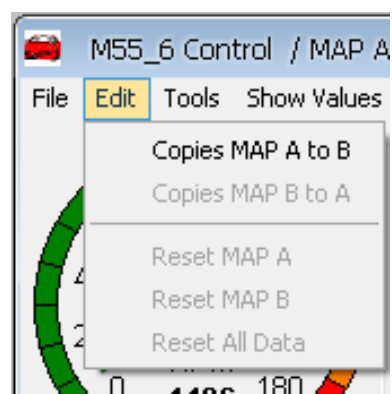 M55_6 Control / MAP A
File Edit Tools Show Values
Copies MAP A to B
Copies MAP B to A
Reset MAP A
Reset MAP B
Reset All Data
0 180